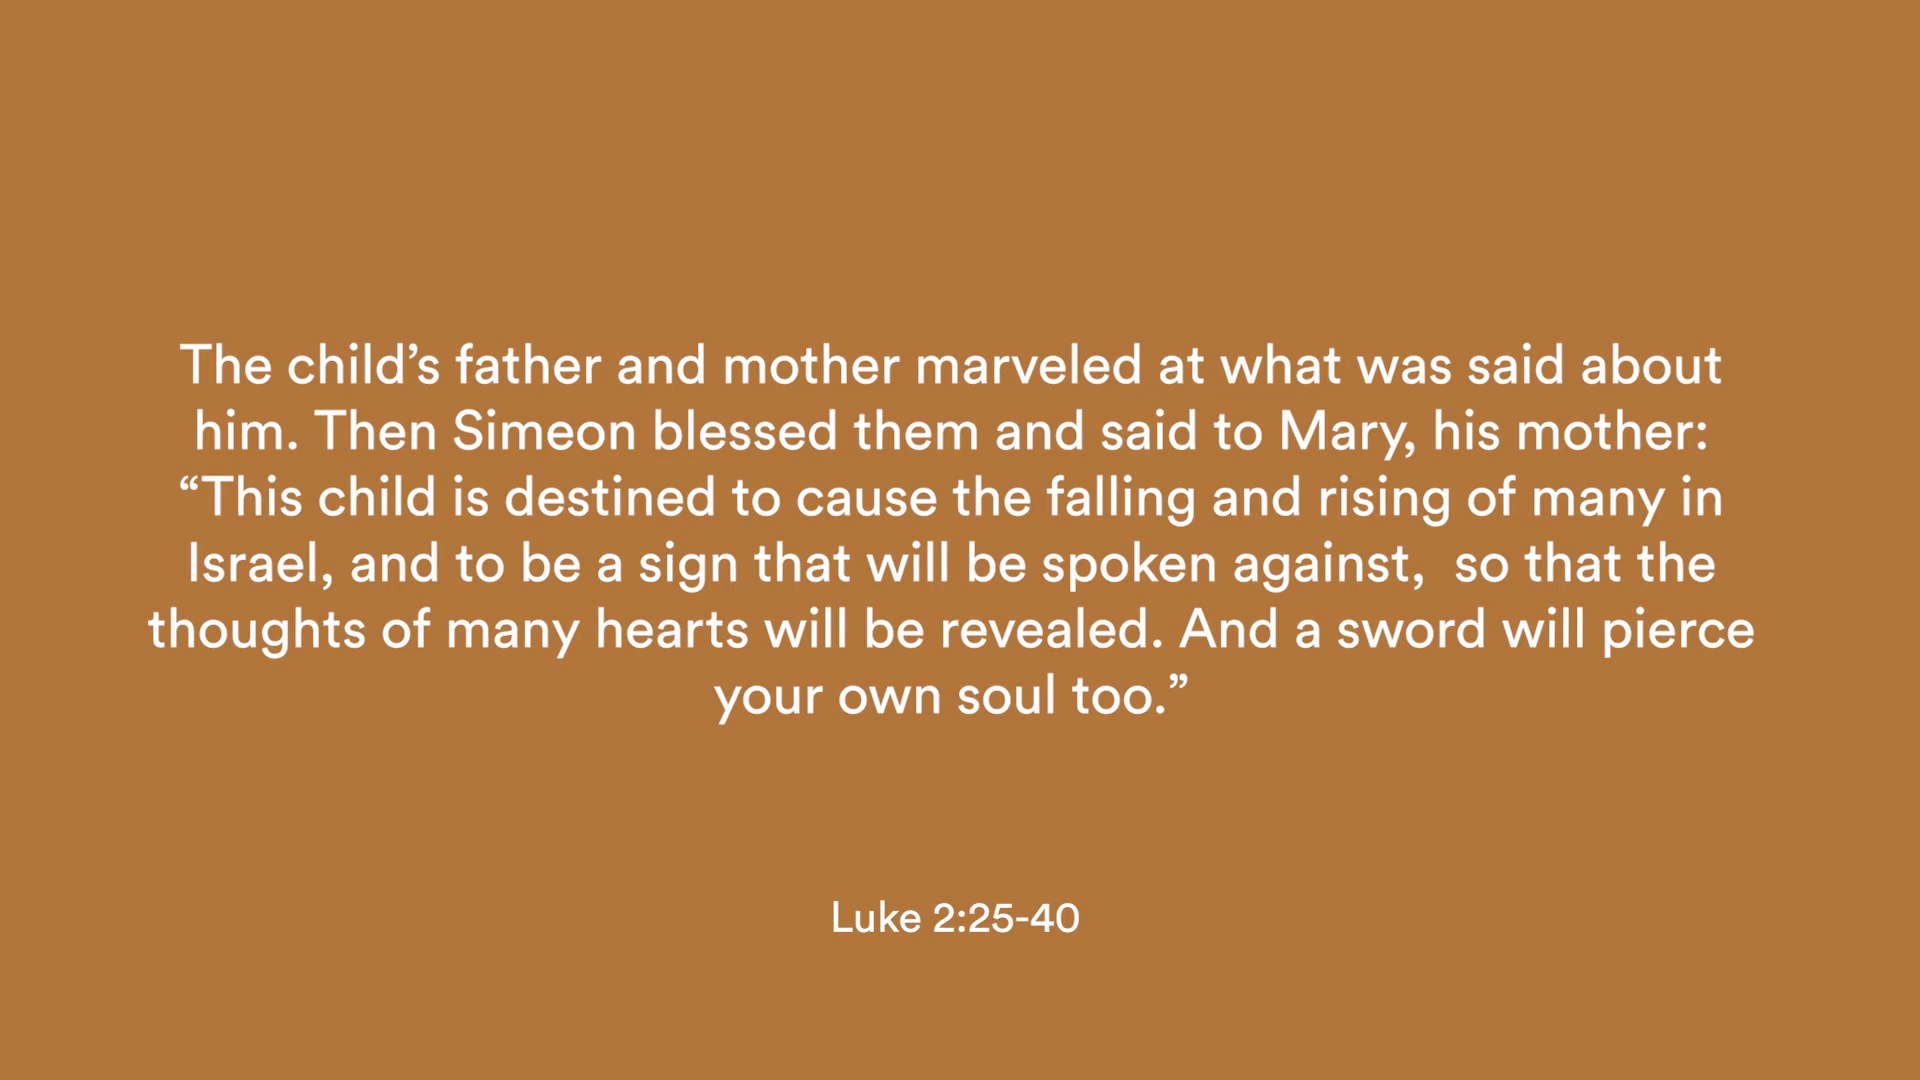 The child’s father and mother marveled at what was said about
him. Then Simeon blessed them and said to Mary, his mother:
“This child is destined to cause the falling and rising of many in
Israel, and to be a sign that will be spoken against,  so that the
thoughts of many hearts will be revealed. And a sword will pierce
your own soul too.”
Luke 2:25-40